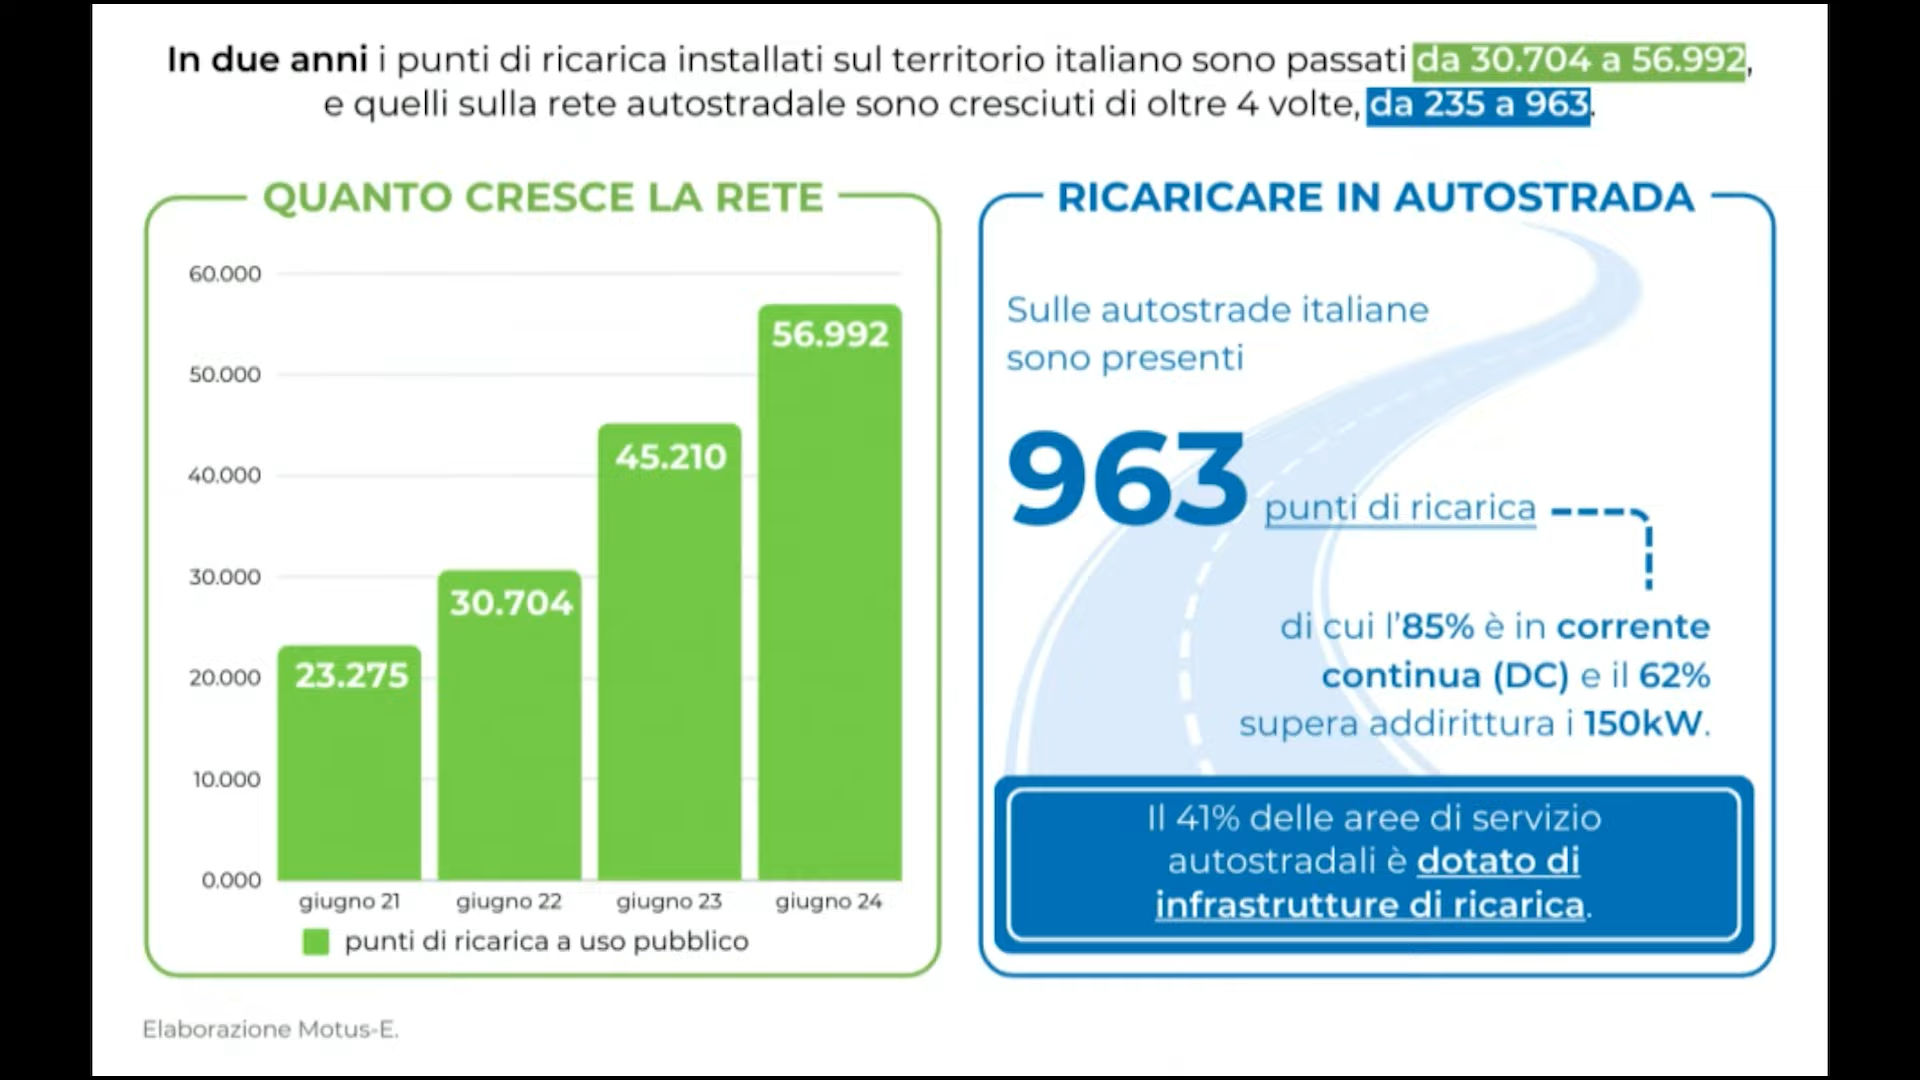 In due anni i punti di ricarica installati sul territorio italiano sono passati da 30.704 a 56.992,
e quelli sulla rete autostradale sono cresciuti di oltre 4 volte, da 235 a 963.
QUANTO CRESCE LA RETE
60.000
50.000
40.000
30.000
20.000
10.000
0.000
23.275
30.704
45.210
56.992
giugno 21
giugno 22
giugno 23
giugno 24
punti di ricarica a uso pubblico
RICARICARE IN AUTOSTRADA
Sulle autostrade italiane
sono presenti
963 punti di ricarica
di cui l'85% è in corrente
continua (DC) e il 62%
supera addirittura i 150kW.
Il 41% delle aree di servizio
autostradali è dotato di
infrastrutture di ricarica.
Elaborazione Motus-E.